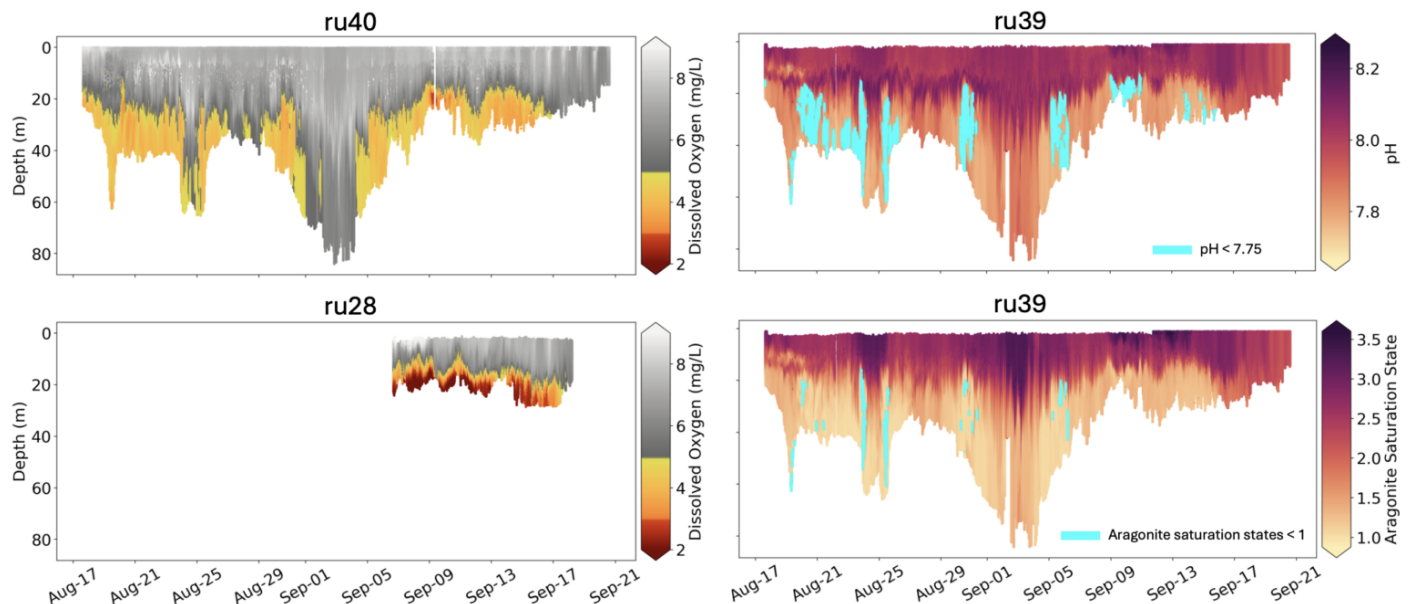 ru40
0
20
40
60
80
Depth (m)
8
6
4
2
Dissolved Oxygen (mg/L)
ru39
8.2
8.0
7.8
pH
pH < 7.75
ru28
0
20
40
60
80
Depth (m)
8
6
4
2
Dissolved Oxygen (mg/L)
Aug-17
Aug-21
Aug-25
Aug-29
Sep-01
Sep-05
Sep-09
Sep-13
Sep-17
Sep-21
ru39
3.5
3.0
2.5
2.0
1.5
1.0
Aragonite Saturation State
Aragonite saturation states < 1
Aug-17
Aug-21
Aug-25
Aug-29
Sep-01
Sep-05
Sep-09
Sep-13
Sep-17
Sep-21